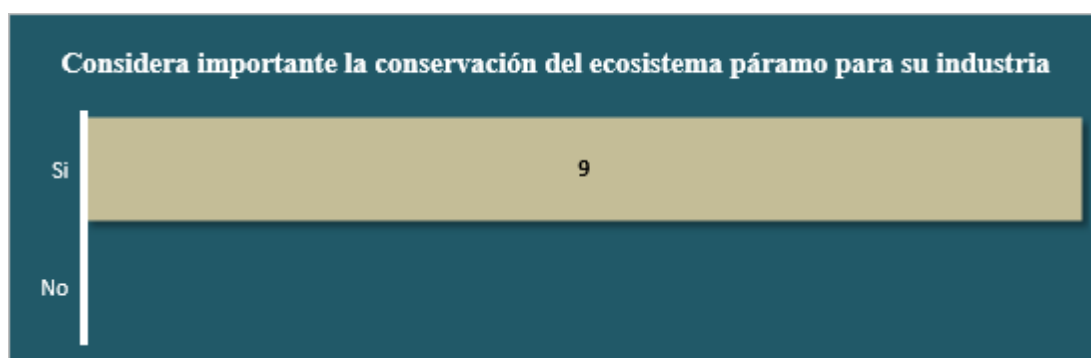 Considera importante la conservación del ecosistema páramo para su industria
Si
9
No